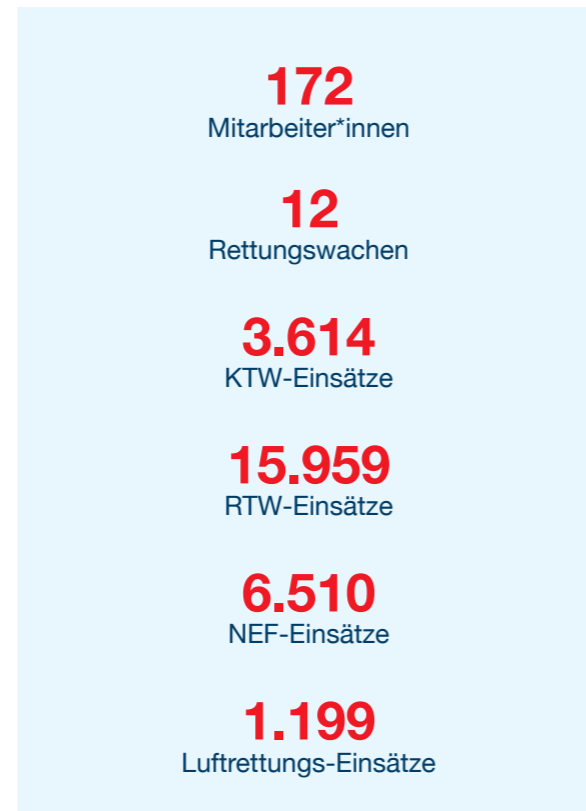 172
Mitarbeiter*innen
12
Rettungswachen
3.614
KTW-Einsätze
15.959
RTW-Einsätze
6.510
NEF-Einsätze
1.199
Luftrettungs-Einsätze